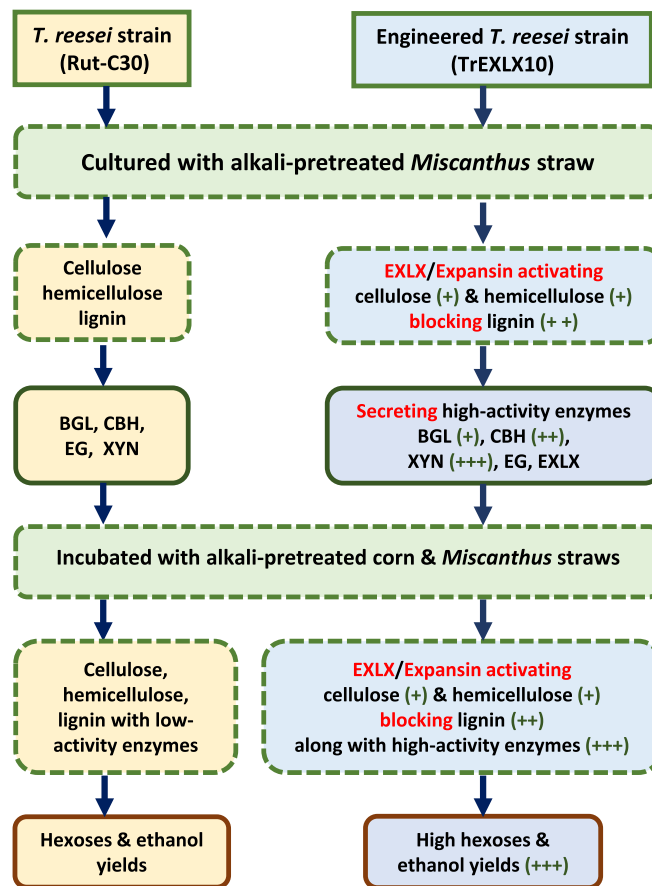 T. reesei strain
(Rut-C30)
Engineered T. reesei strain
(TrEXLX10)
Cultured with alkali-pretreated Miscanthus straw
Cellulose
hemicellulose
lignin
EXLX/Expansin activating
cellulose (+) & hemicellulose (+)
blocking lignin (+ +)
BGL, CBH,
EG, XYN
Secreting high-activity enzymes
BGL (+), CBH (++),
XYN (+++), EG, EXLX
Incubated with alkali-pretreated corn & Miscanthus straws
Cellulose,
hemicellulose,
lignin with low-
activity enzymes
EXLX/Expansin activating
cellulose (+) & hemicellulose (+)
blocking lignin (++)
along with high-activity enzymes (+++)
Hexoses & ethanol
yields
High hexoses &
ethanol yields (+++)